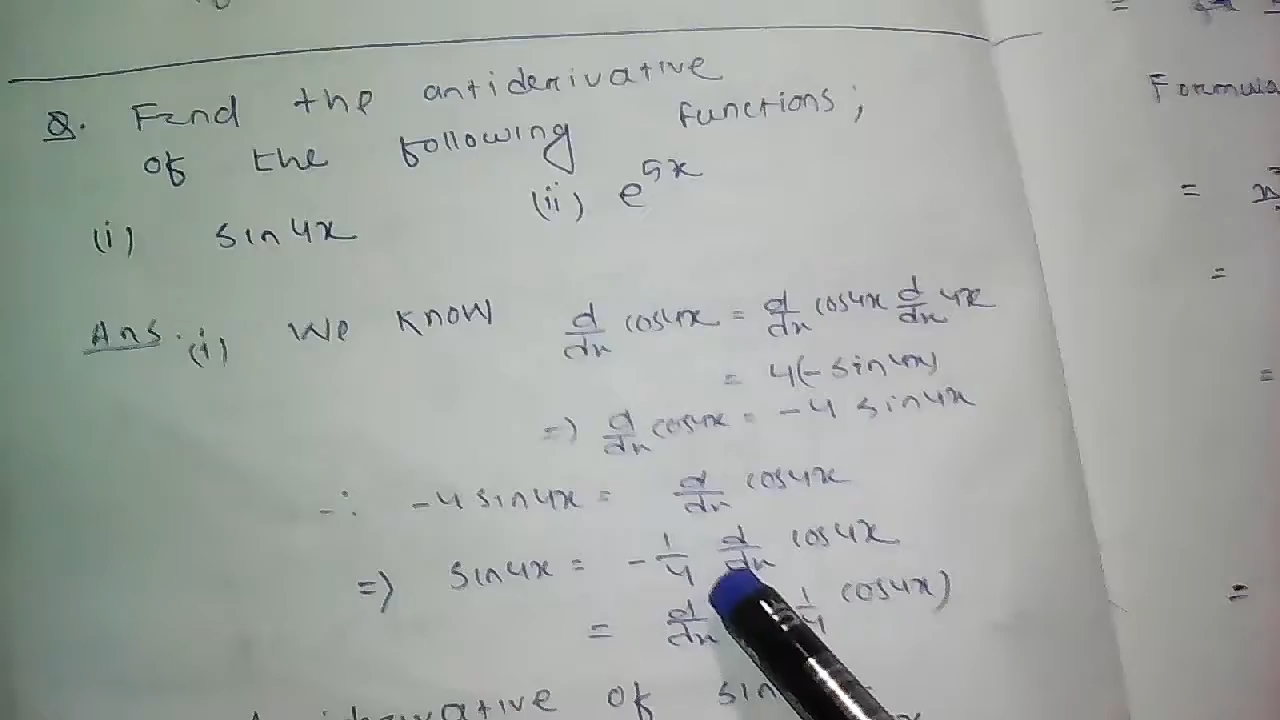 Q. Find the antiderivative
of the following functions;
(i) sin4x (ii) e^5x
Ans. (i) We know d/dx cos4x = d/dx cos4x d/dx 4x
= 4(-sin4x)
=) d/dx cos4x = -4 sin4x
∴ -4 sin4x = d/dx cos4x
=) sin4x = -1/4 d/dx cos4x
= d/dx 1/4 cos4x)
of sin
Formula
=
=
=
=
=